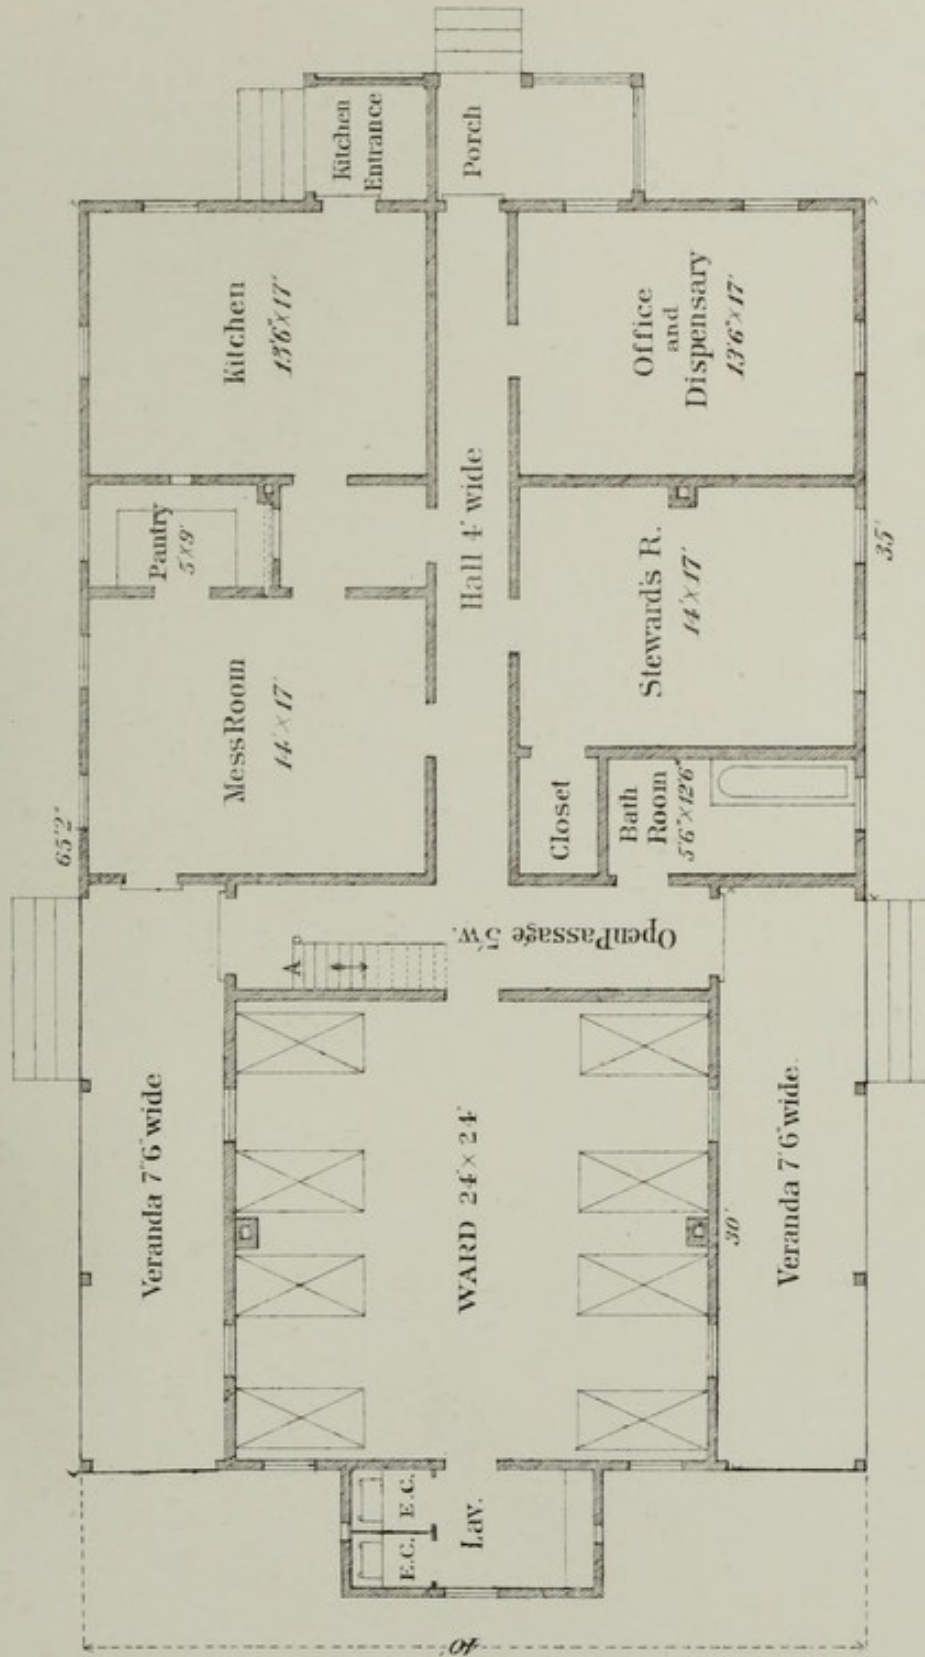 Kitchen
Entrance
Porch
Kitchen
13'6"×17'
Office
and
Dispensary
13'6"×17'
Pantry
5'×9'
Hall 4' wide
Steward's R.
14'×17'
35'
Mess Room
14'×17'
65'2"
Closet
Bath
Room
5'6"×12'6"
Open Passage 5' w.
A
Veranda 7'6" wide
WARD 24'×24'
30'
Veranda 7'6" wide.
E.C.
E.C.
Lav.
40'